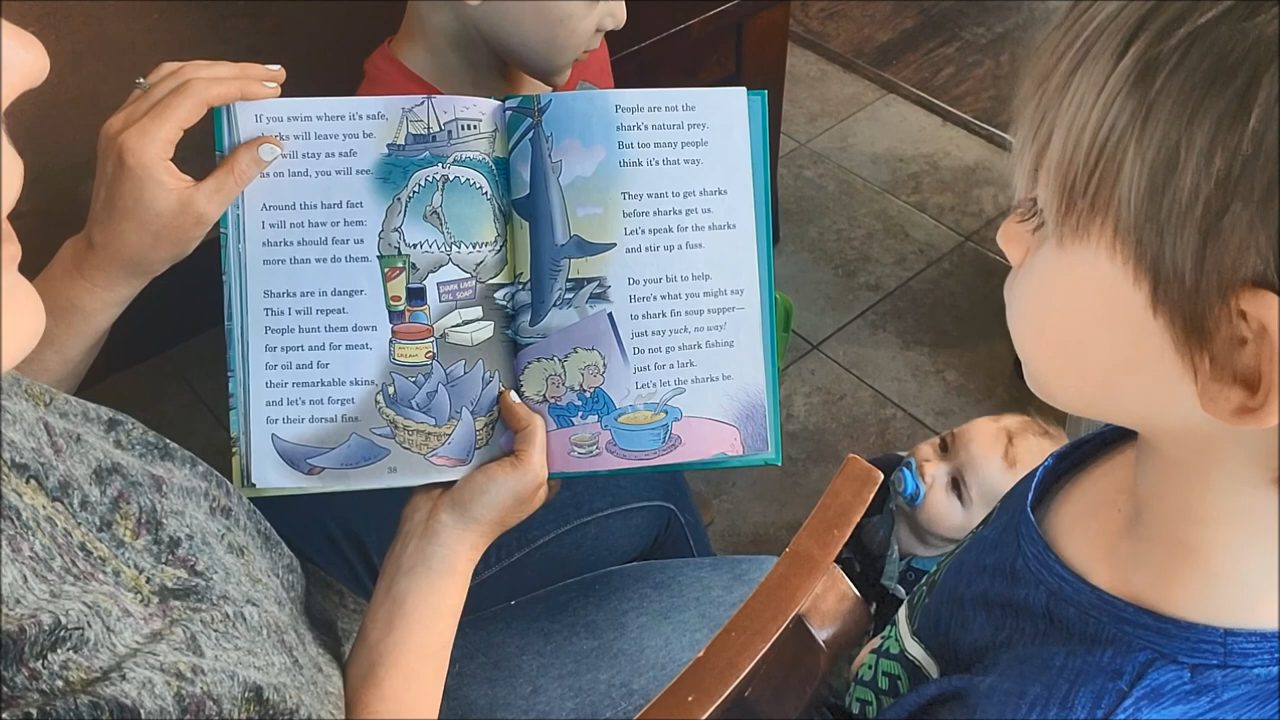 If you swim where it's safe,
sharks will leave you be.
will stay as safe
as on land, you will see.
Around this hard fact
I will not haw or hem:
sharks should fear us
more than we do them.
Sharks are in danger.
This I will repeat.
People hunt them down
for sport and for meat,
for oil and for
their remarkable skins,
and let's not forget
for their dorsal fins.
SHARK LIVER
OIL SOAP
ANTI-AGING
CREAM
38
People are not the
shark's natural prey.
But too many people
think it's that way.
They want to get sharks
before sharks get us.
Let's speak for the sharks
and stir up a fuss.
Do your bit to help.
Here's what you might say
to shark fin soup supper—
just say yuck, no way!
Do not go shark fishing
just for a lark.
Let's let the sharks be.